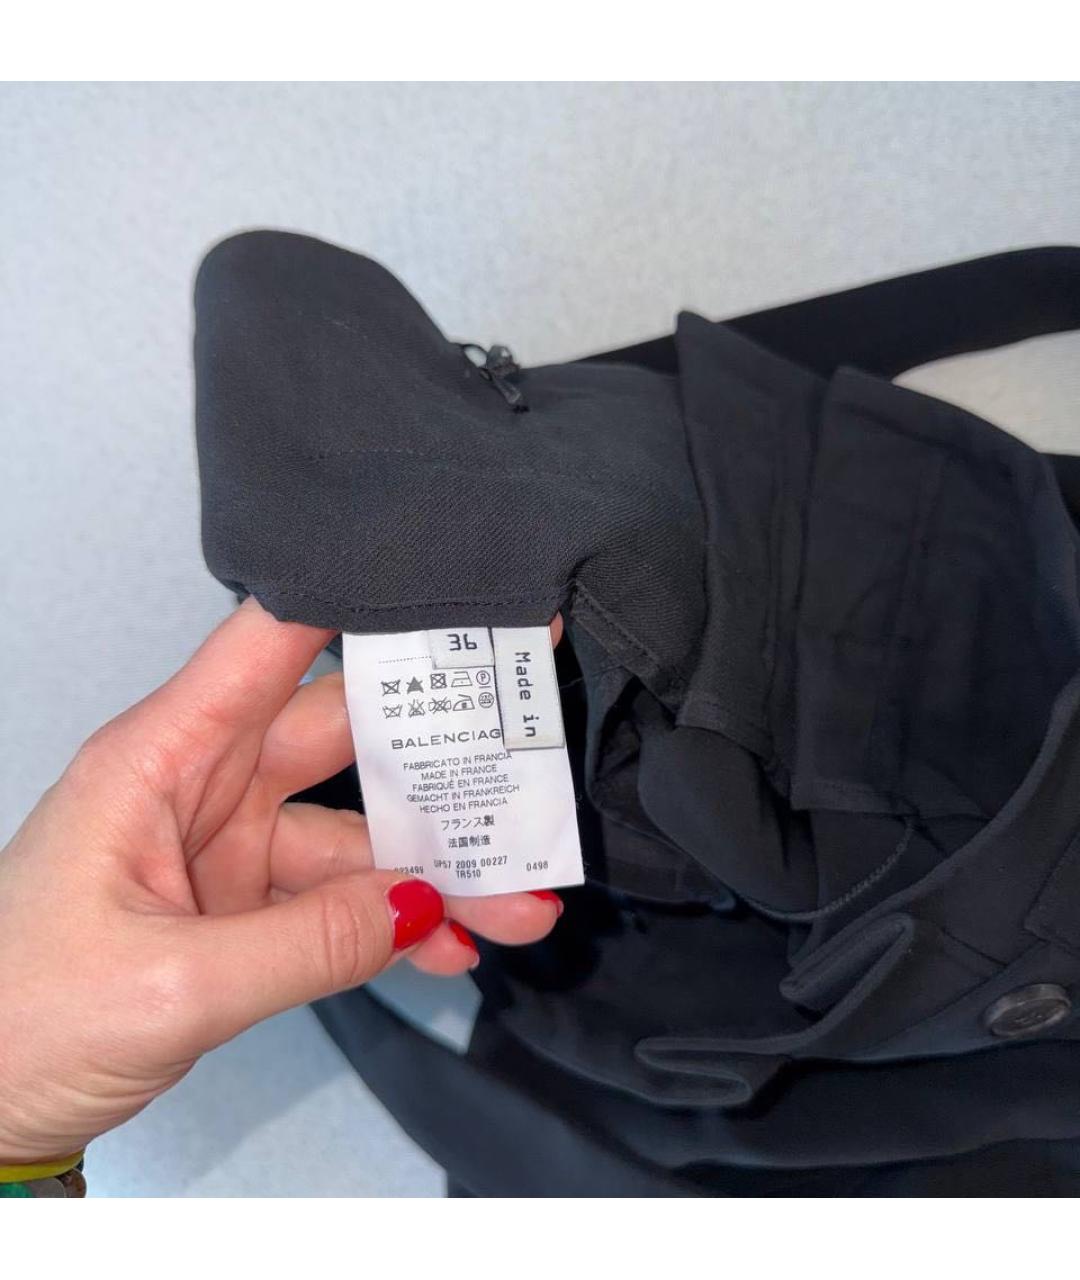 36
Made in
BALENCIAG
FABBRICATO IN FRANCIA
MADE IN FRANCE
FABRIQUÉ EN FRANCE
GEMACHT IN FRANKREICH
HECHO EN FRANCIA
フランス製
法国制造
2009 00227
0498
TR510